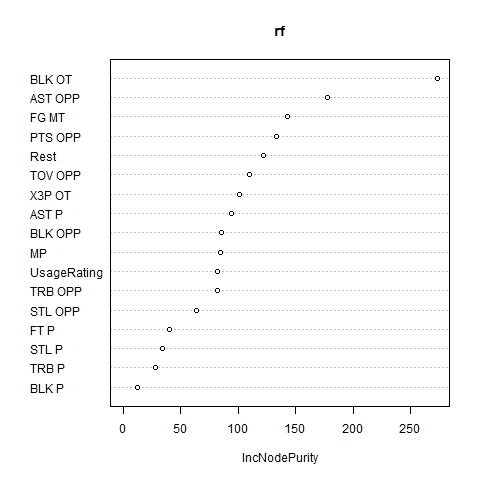 rf
BLK OT
AST OPP
FG MT
PTS OPP
Rest
TOV OPP
X3P OT
AST P
BLK OPP
MP
UsageRating
TRB OPP
STL OPP
FT P
STL P
TRB P
BLK P
0 50 100 150 200 250
IncNodePurity